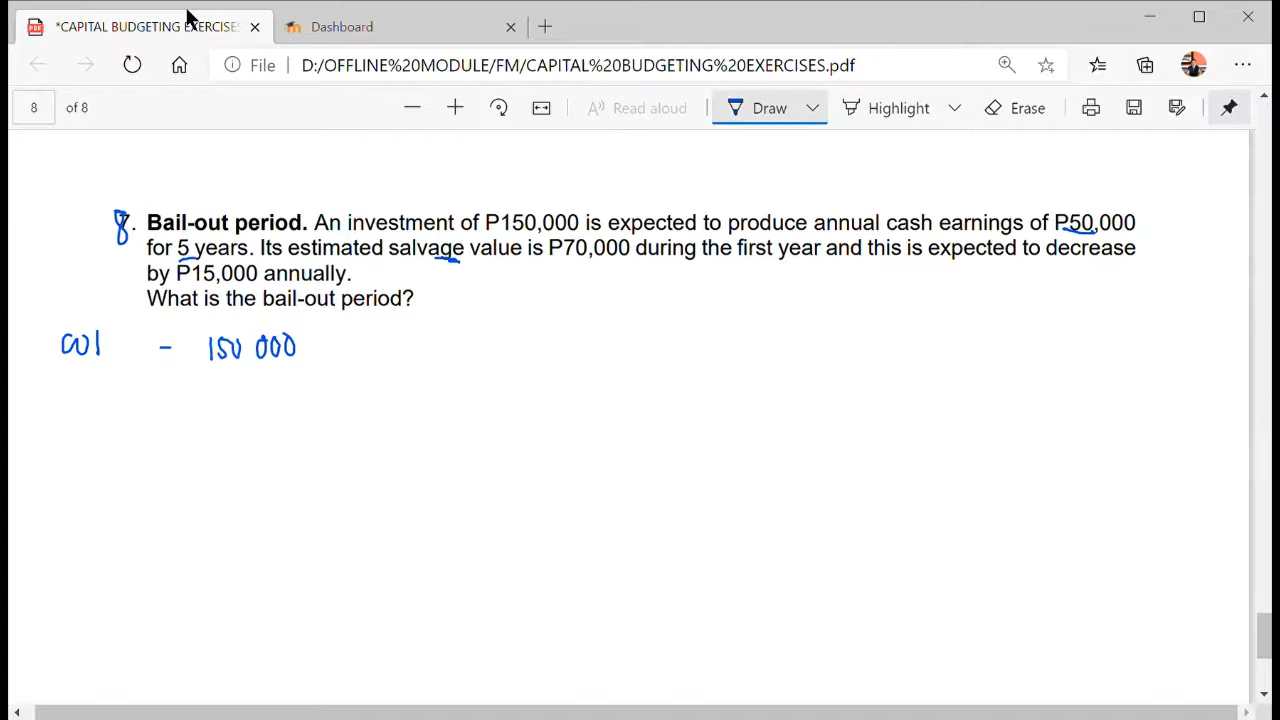 *CAPITAL BUDGETING EXERCISES
Dashboard
File D:/OFFLINE%20MODULE/FM/CAPITAL%20BUDGETING%20EXERCISES.pdf
8 of 8
Read aloud Draw Highlight Erase
8. Bail-out period. An investment of P150,000 is expected to produce annual cash earnings of P50,000
for 5 years. Its estimated salvage value is P70,000 during the first year and this is expected to decrease
by P15,000 annually.
What is the bail-out period?
COI - 150 000